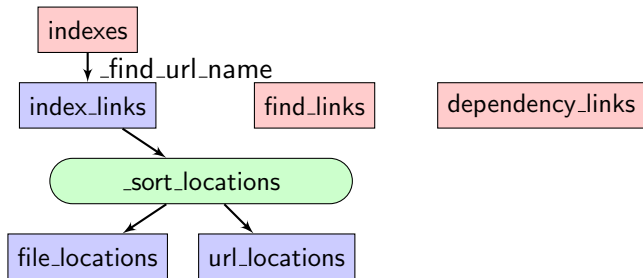 indexes
_find_url_name
index_links find_links dependency_links
_sort_locations
file_locations url_locations